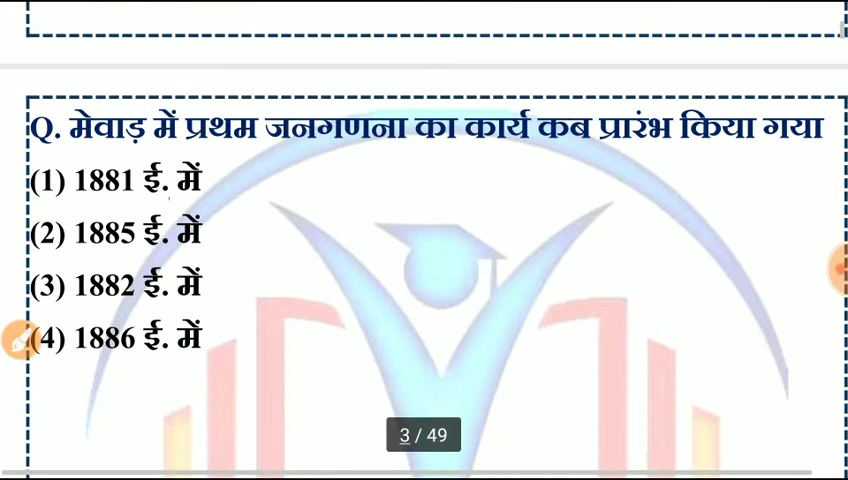 Q. मेवाड़ में प्रथम जनगणना का कार्य कब प्रारंभ किया गया
(1) 1881 ई. में
(2) 1885 ई. में
(3) 1882 ई. में
(4) 1886 ई. में
3 / 49